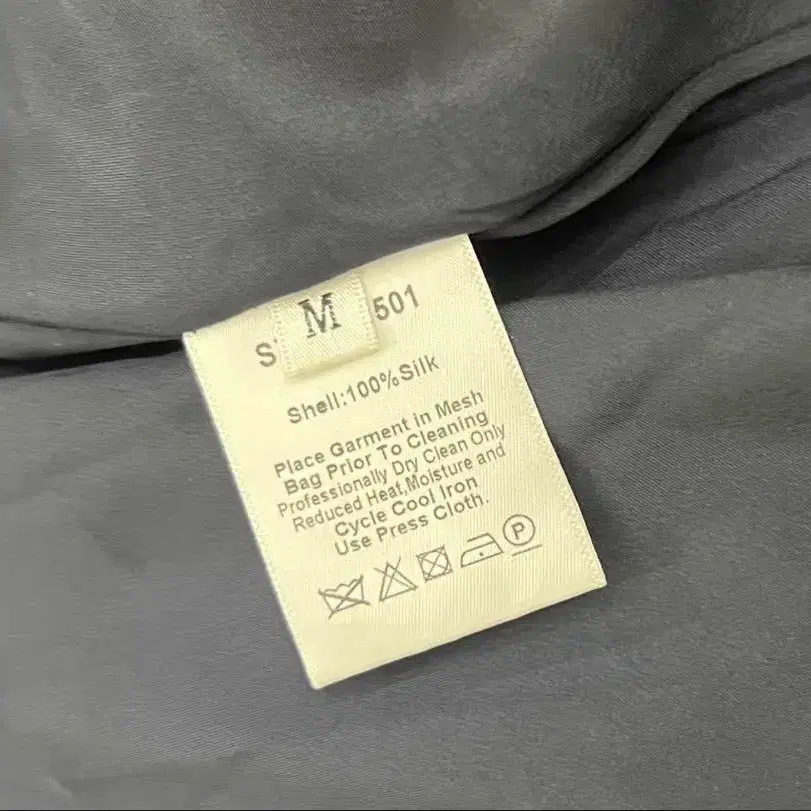 M
501
Shell:100%Silk
Place Garment in Mesh
Bag Prior To Cleaning
Professionally Dry Clean Only
Reduced Heat,Moisture and
Cycle Cool Iron
Use Press Cloth.
P